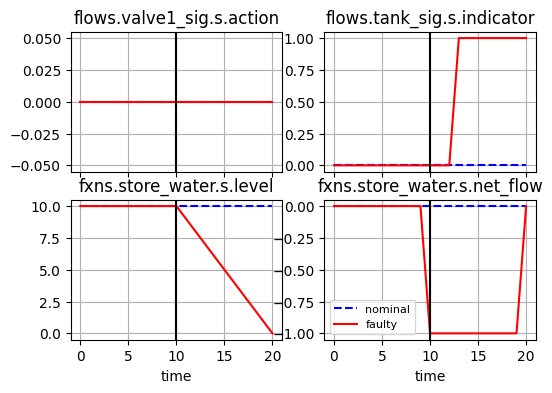 flows.valve1_sig.s.action
0.050
0.025
0.000
−0.025
−0.050
flows.tank_sig.s.indicator
1.00
0.75
0.50
0.25
0.00
fxns.store_water.s.level
10.0
7.5
5.0
2.5
0.0
0 5 10 15 20
time
fxns.store_water.s.net_flow
0.00
−0.25
−0.50
−0.75
−1.00
nominal
faulty
0 5 10 15 20
time